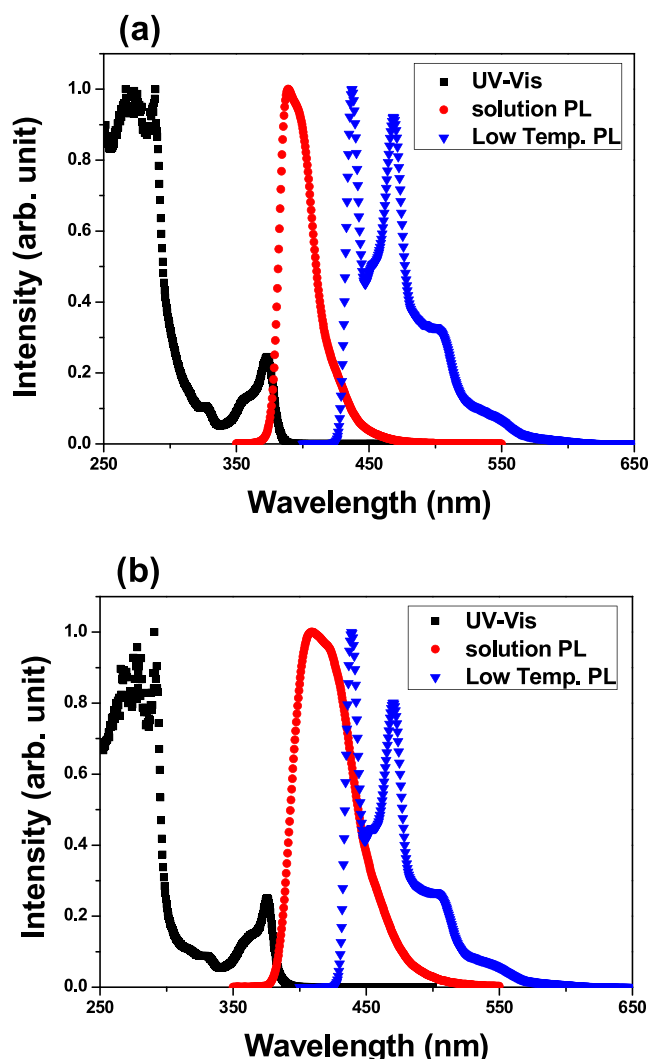 (a)
UV-Vis
solution PL
Low Temp. PL
Intensity (arb. unit)
1.0
0.8
0.6
0.4
0.2
0.0
250 350 450 550 650
Wavelength (nm)
(b)
UV-Vis
solution PL
Low Temp. PL
Intensity (arb. unit)
1.0
0.8
0.6
0.4
0.2
0.0
250 350 450 550 650
Wavelength (nm)